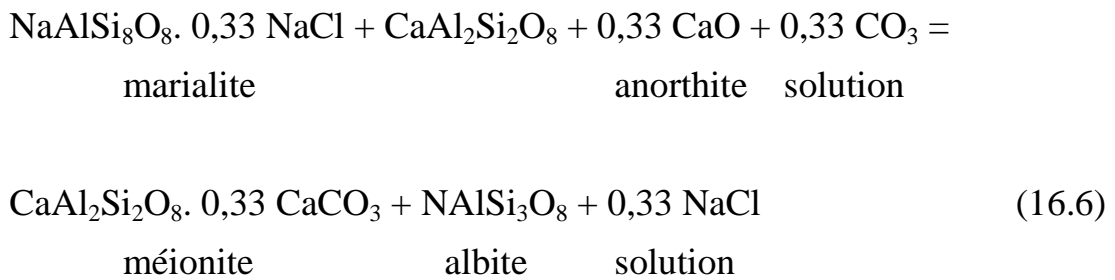 NaAlSi₈O₈. 0,33 NaCl + CaAl₂Si₂O₈ + 0,33 CaO + 0,33 CO₃ =
marialite anorthite solution
CaAl₂Si₂O₈. 0,33 CaCO₃ + NAlSi₃O₈ + 0,33 NaCl (16.6)
méionite albite solution